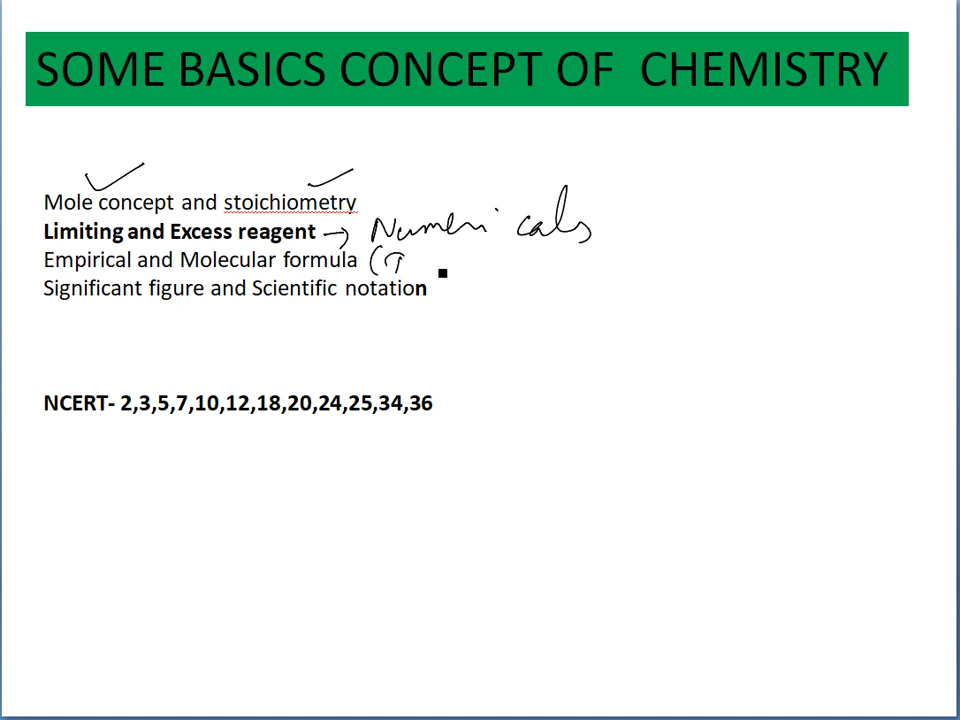 SOME BASICS CONCEPT OF CHEMISTRY
Mole concept and stoichiometry
Limiting and Excess reagent → Numericals
Empirical and Molecular formula
Significant figure and Scientific notation
NCERT- 2,3,5,7,10,12,18,20,24,25,34,36